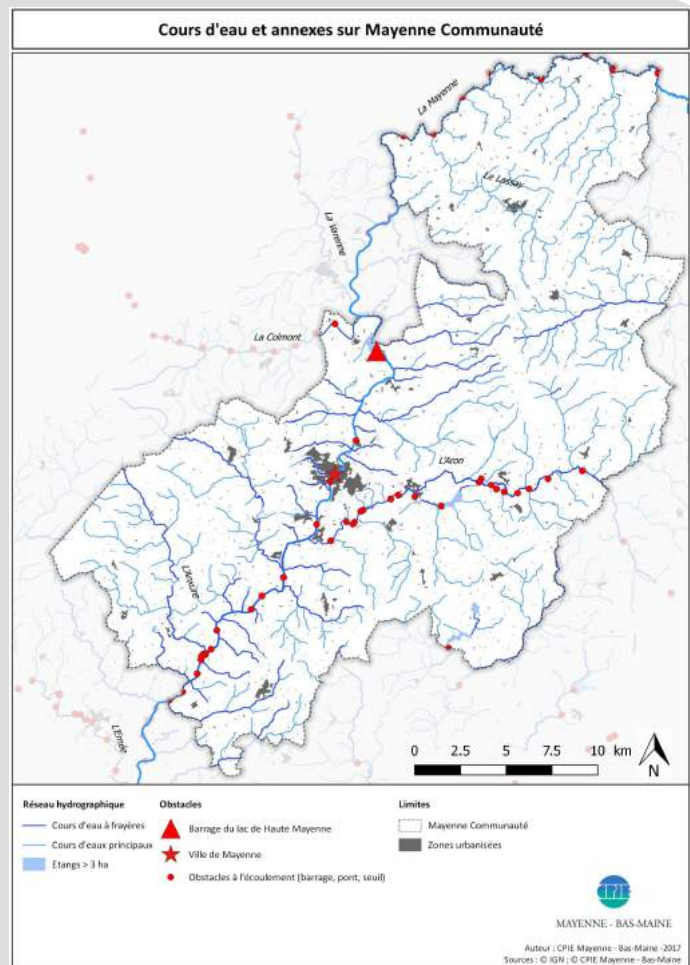 Cours d'eau et annexes sur Mayenne Communauté
La Mayenne
Le Lassay
La Varenne
La Colmont
L'Aron
L'Anvore
L'Ernée
0 2.5 5 7.5 10 km
N
Réseau hydrographique
Cours d'eau à frayères
Cours d'eaux principaux
Etangs > 3 ha
Obstacles
Barrage du lac de Haute Mayenne
Ville de Mayenne
Obstacles à l'écoulement (barrage, pont, seuil)
Limites
Mayenne Communauté
Zones urbanisées
CPIE
MAYENNE - BAS-MAINE
Auteur : CPIE Mayenne - Bas-Maine -2017
Sources : © IGN ; © CPIE Mayenne - Bas-Maine